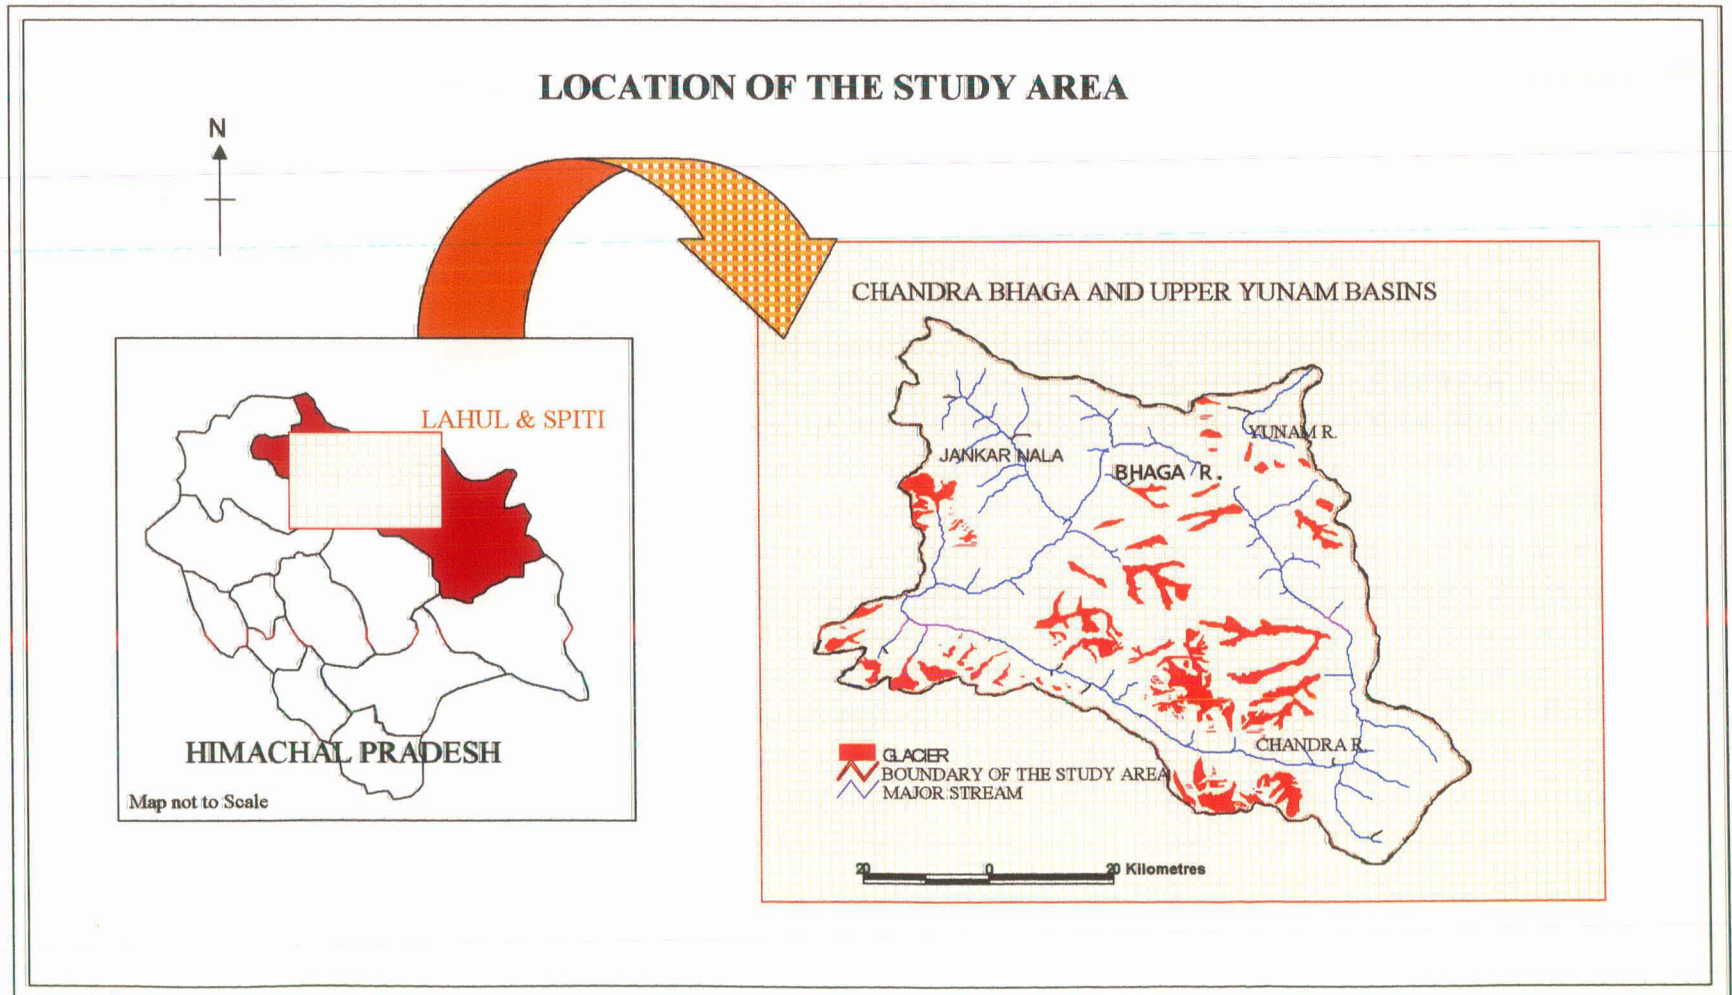 LOCATION OF THE STUDY AREA
N
CHANDRA BHAGA AND UPPER YUNAM BASINS
LAHUL & SPITI
YUNAM R.
JANKAR NALA
BHAGA R.
HIMACHAL PRADESH
Map not to Scale
CHANDRA R.
GLACIER
BOUNDARY OF THE STUDY AREA
MAJOR STREAM
20 0 20 Kilometres